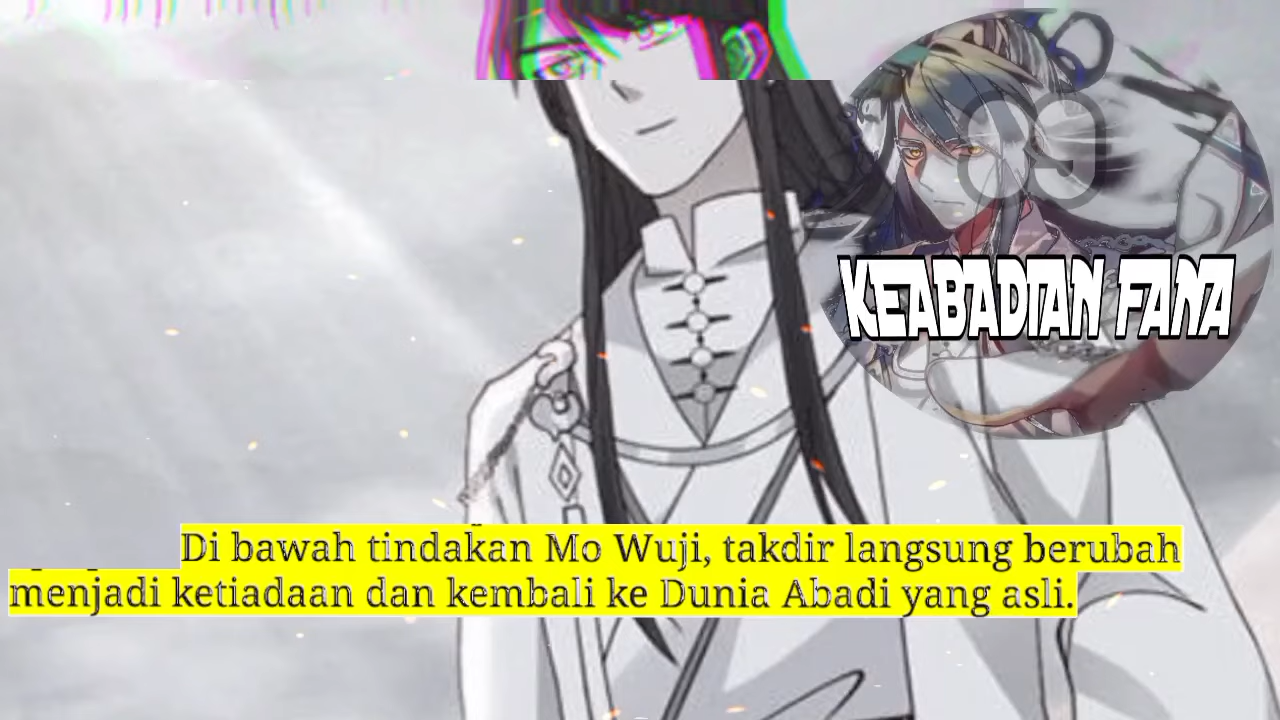 09
KEABADIAN FANA
Di bawah tindakan Mo Wuji, takdir langsung berubah
menjadi ketiadaan dan kembali ke Dunia Abadi yang asli.